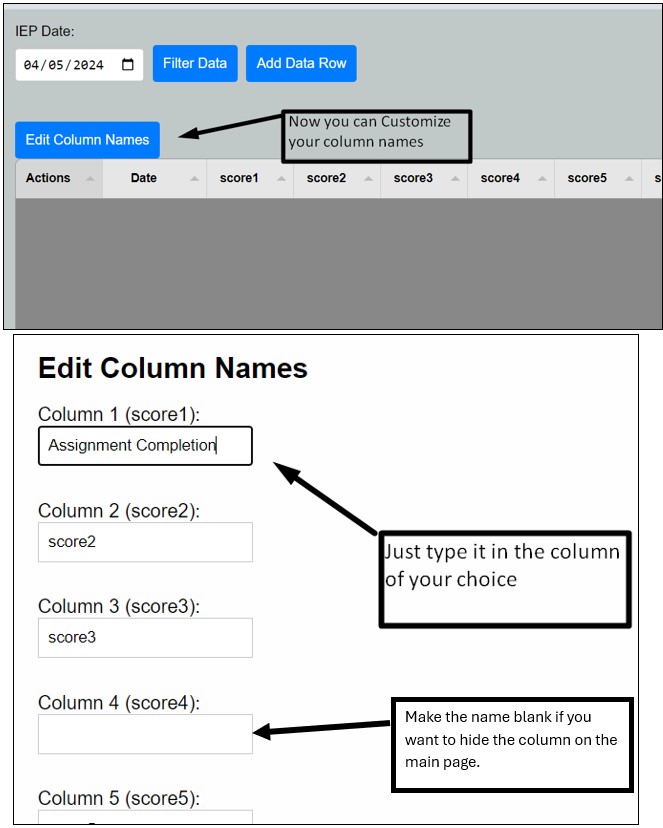 IEP Date:
04/05/2024
Filter Data
Add Data Row
Now you can Customize
your column names
Edit Column Names
Actions Date score1 score2 score3 score4 score5 s
Edit Column Names
Column 1 (score1):
Assignment Completion
Column 2 (score2):
score2
Just type it in the column
of your choice
Column 3 (score3):
score3
Column 4 (score4):
Make the name blank if you
want to hide the column on the
main page.
Column 5 (score5):